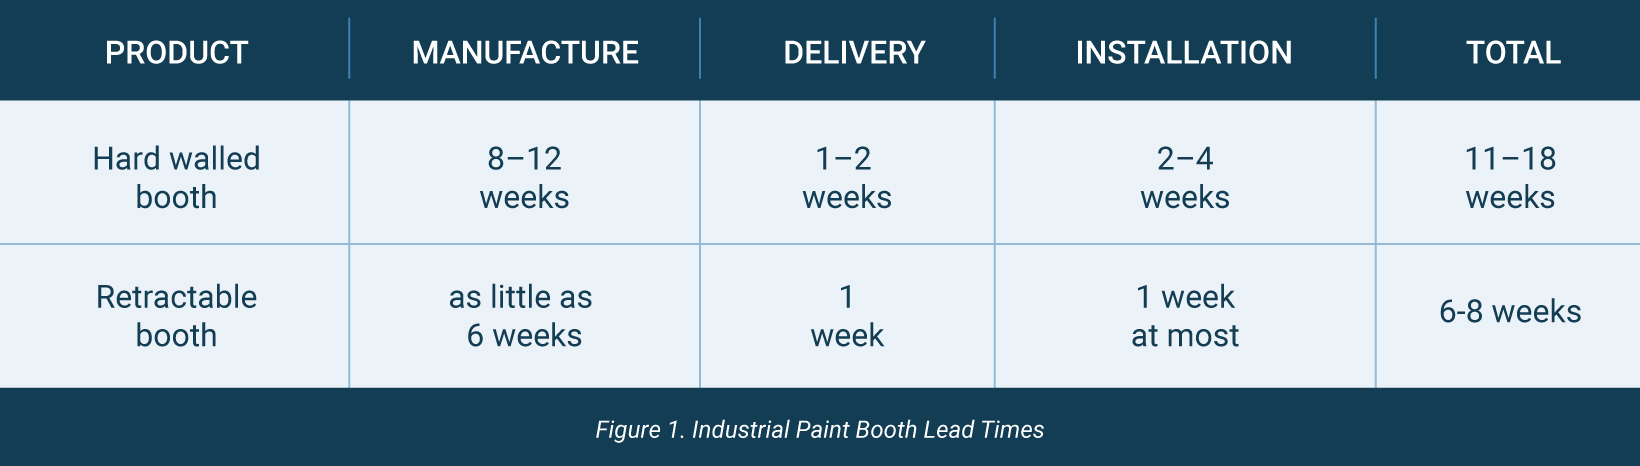 PRODUCT MANUFACTURE DELIVERY INSTALLATION TOTAL
Hard walled booth 8–12 weeks 1–2 weeks 2–4 weeks 11–18 weeks
Retractable booth as little as 6 weeks 1 week 1 week at most 6-8 weeks
Figure 1. Industrial Paint Booth Lead Times